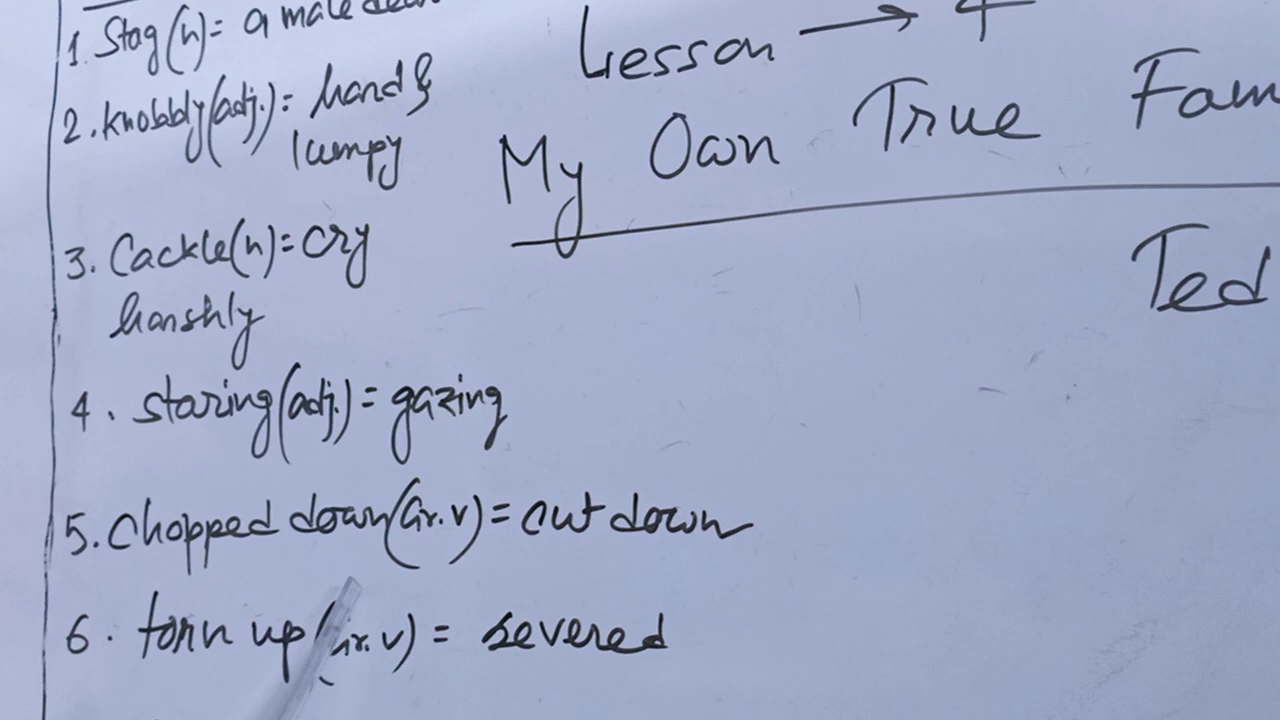 1. Stag (n) = a male deer
2. Knobbly (adj.) = hard &
lumpy
3. Cackle (n) = cry
harshly
4. staring (adj.) = gazing
5. Chopped down (Gr. v) = cut down
6. torn up (Gr. v) = severed
Lesson → 4
My Own True Fam
Ted